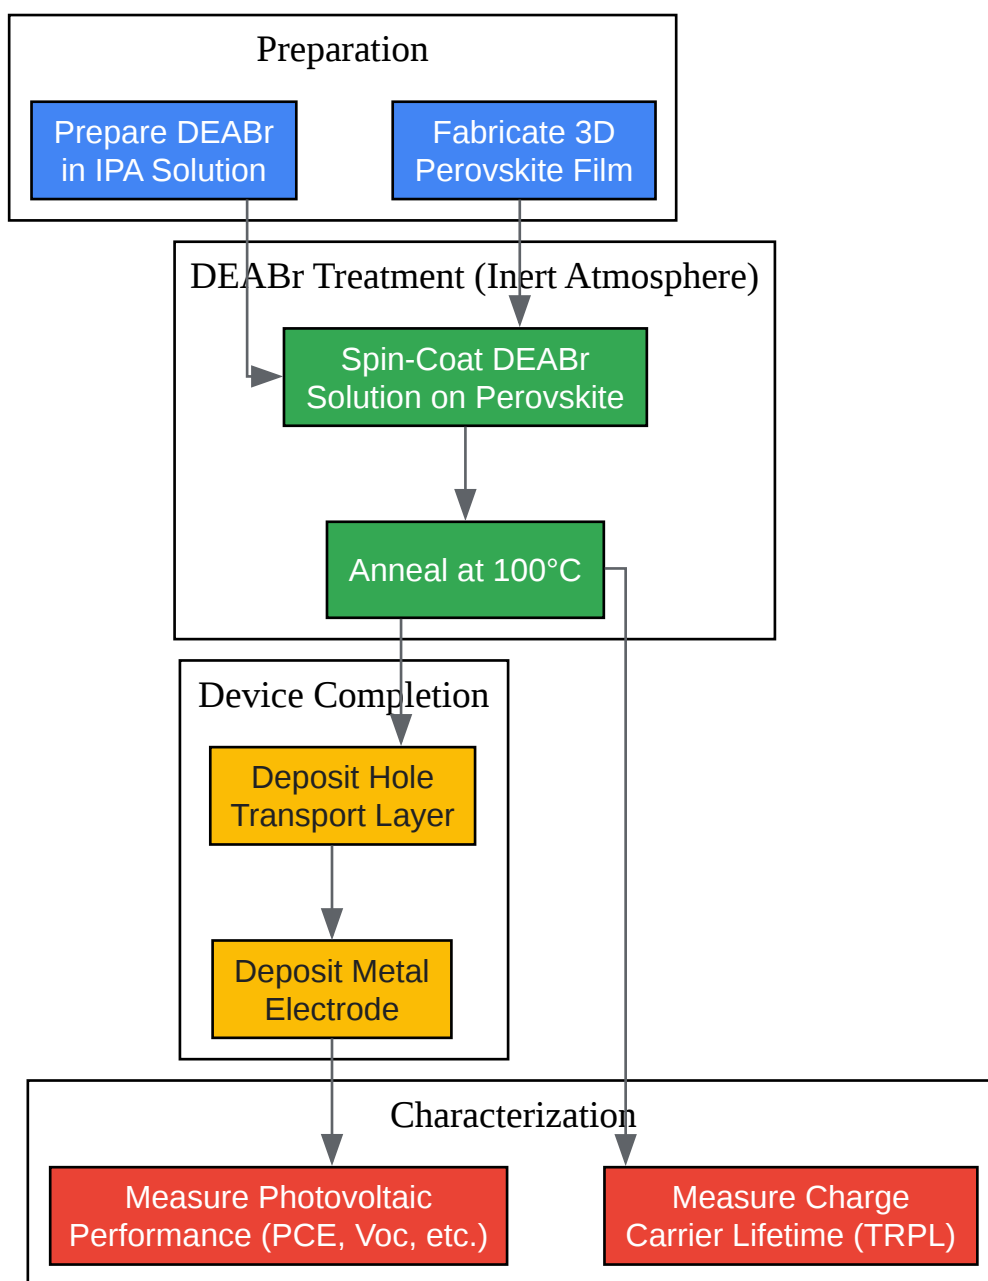 Preparation
Prepare DEABr
in IPA Solution
Fabricate 3D
Perovskite Film
DEABr Treatment (Inert Atmosphere)
Spin-Coat DEABr
Solution on Perovskite
Anneal at 100°C
Device Completion
Deposit Hole
Transport Layer
Deposit Metal
Electrode
Characterization
Measure Photovoltaic
Performance (PCE, Voc, etc.)
Measure Charge
Carrier Lifetime (TRPL)